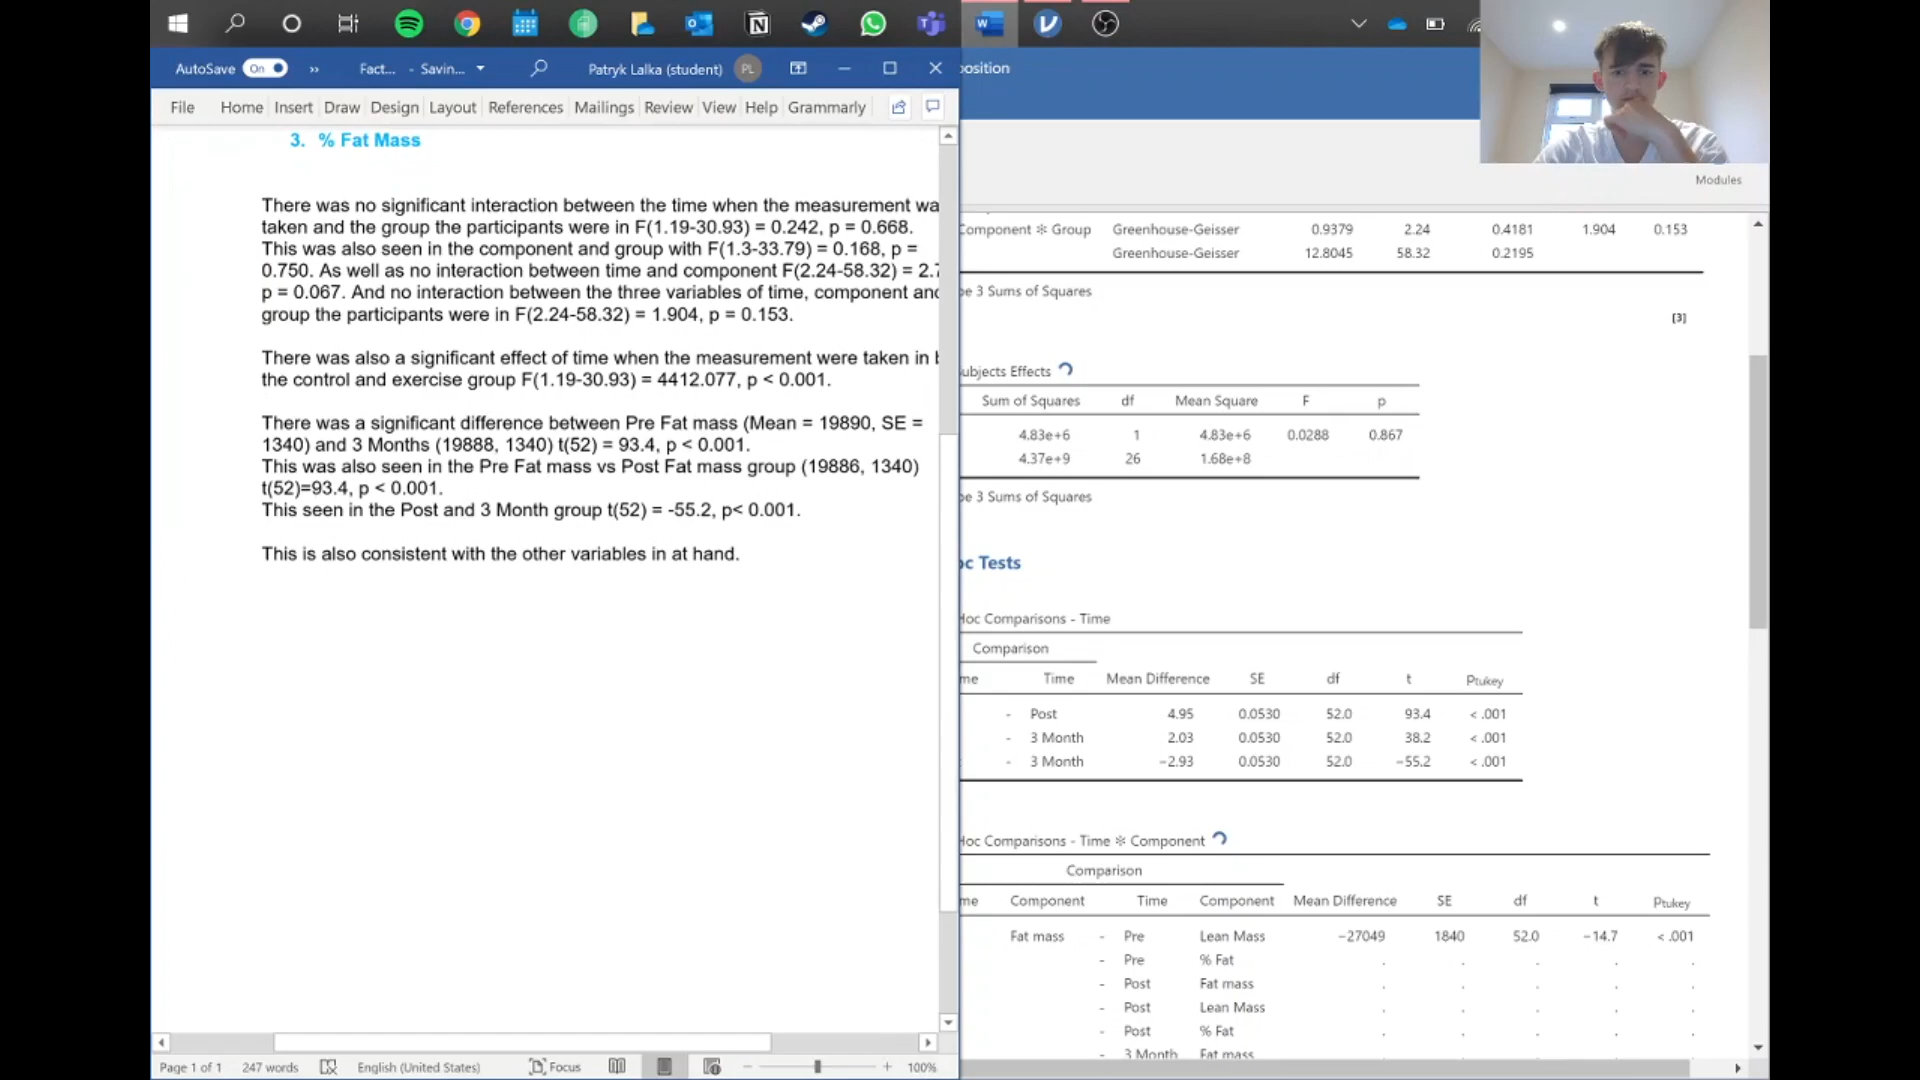 AutoSave On Fact... - Savin... Patryk Lalka (student) PL
File Home Insert Draw Design Layout References Mailings Review View Help Grammarly
3. % Fat Mass
There was no significant interaction between the time when the measurement wa
taken and the group the participants were in F(1.19-30.93) = 0.242, p = 0.668.
This was also seen in the component and group with F(1.3-33.79) = 0.168, p =
0.750. As well as no interaction between time and component F(2.24-58.32) = 2.7
p = 0.067. And no interaction between the three variables of time, component and
group the participants were in F(2.24-58.32) = 1.904, p = 0.153.
There was also a significant effect of time when the measurement were taken in b
the control and exercise group F(1.19-30.93) = 4412.077, p < 0.001.
There was a significant difference between Pre Fat mass (Mean = 19890, SE =
1340) and 3 Months (19888, 1340) t(52) = 93.4, p < 0.001.
This was also seen in the Pre Fat mass vs Post Fat mass group (19886, 1340)
t(52)=93.4, p < 0.001.
This seen in the Post and 3 Month group t(52) = -55.2, p< 0.001.
This is also consistent with the other variables in at hand.
Page 1 of 1 247 words English (United States) Focus 100%
osition
Modules
Component ✻ Group Greenhouse-Geisser 0.9379 2.24 0.4181 1.904 0.153
Greenhouse-Geisser 12.8045 58.32 0.2195
pe 3 Sums of Squares
[3]
ubjects Effects
Sum of Squares df Mean Square F p
4.83e+6 1 4.83e+6 0.0288 0.867
4.37e+9 26 1.68e+8
pe 3 Sums of Squares
oc Tests
Hoc Comparisons - Time
Comparison
me Time Mean Difference SE df t Ptukey
- Post 4.95 0.0530 52.0 93.4 < .001
- 3 Month 2.03 0.0530 52.0 38.2 < .001
- 3 Month −2.93 0.0530 52.0 −55.2 < .001
Hoc Comparisons - Time ✻ Component
Comparison
me Component Time Component Mean Difference SE df t Ptukey
Fat mass - Pre Lean Mass −27049 1840 52.0 −14.7 < .001
- Pre % Fat . . . . .
- Post Fat mass . . . . .
- Post Lean Mass . . . . .
- Post % Fat . . . . .
- 3 Month Fat mass